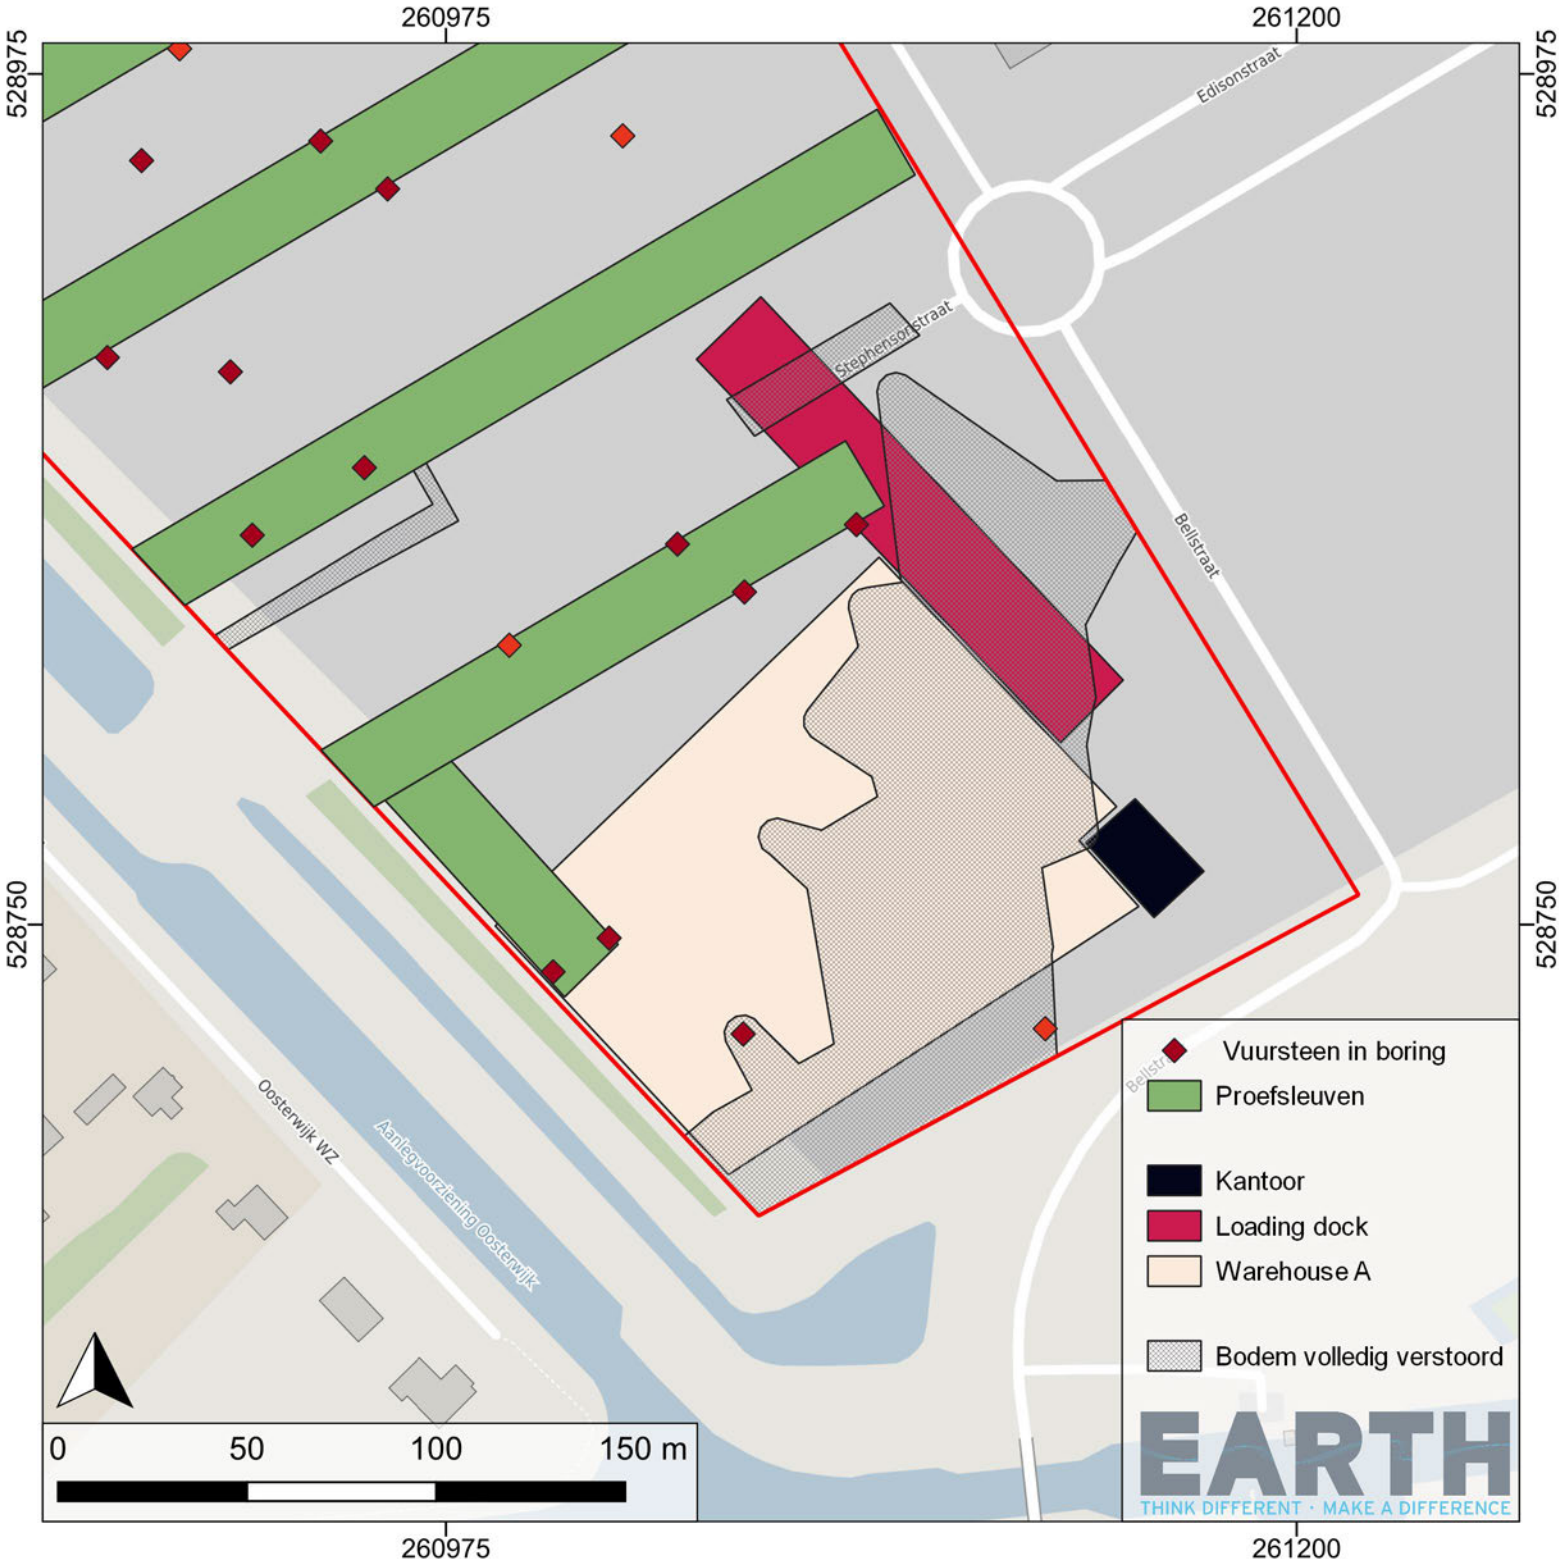 260975
261200
528975
528975
Edisonstraat
Stephensonstraat
Bellstraat
528750
528750
Oosterwijk WZ
Aanlegvoorziening Oosterwijk
Bellstra
Vuursteen in boring
Proefsleuven
Kantoor
Loading dock
Warehouse A
Bodem volledig verstoord
0 50 100 150 m
EARTH
THINK DIFFERENT · MAKE A DIFFERENCE
260975
261200